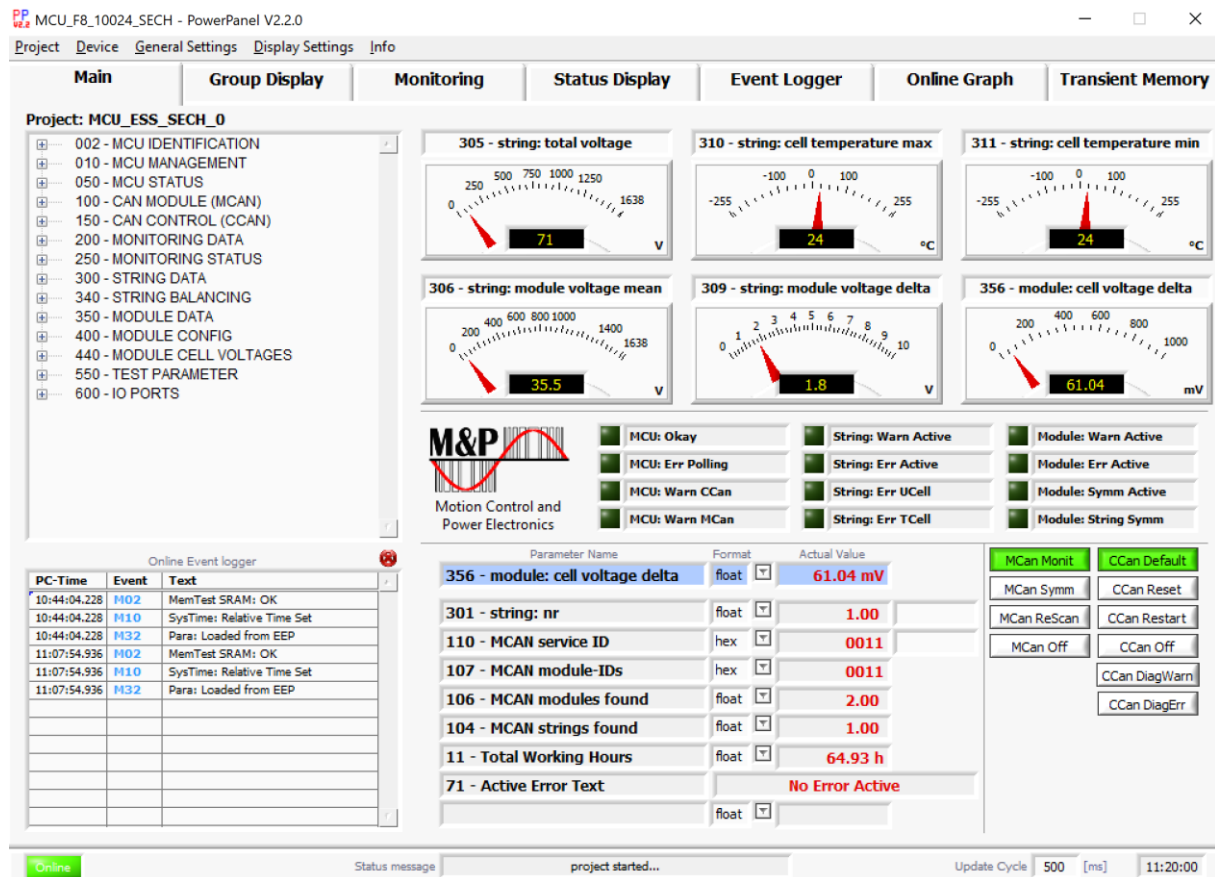 PP V2.2 MCU_F8_10024_SECH - PowerPanel V2.2.0
Project Device General Settings Display Settings Info
Main Group Display Monitoring Status Display Event Logger Online Graph Transient Memory
Project: MCU_ESS_SECH_0
002 - MCU IDENTIFICATION
010 - MCU MANAGEMENT
050 - MCU STATUS
100 - CAN MODULE (MCAN)
150 - CAN CONTROL (CCAN)
200 - MONITORING DATA
250 - MONITORING STATUS
300 - STRING DATA
340 - STRING BALANCING
350 - MODULE DATA
400 - MODULE CONFIG
440 - MODULE CELL VOLTAGES
550 - TEST PARAMETER
600 - IO PORTS
305 - string: total voltage
0 250 500 750 1000 1250 1638
71 V
310 - string: cell temperature max
-255 -100 0 100 255
24 °C
311 - string: cell temperature min
-255 -100 0 100 255
24 °C
306 - string: module voltage mean
0 200 400 600 800 1000 1400 1638
35.5 V
309 - string: module voltage delta
0 1 2 3 4 5 6 7 8 9 10
1.8 V
356 - module: cell voltage delta
0 200 400 600 800 1000
61.04 mV
M&P
Motion Control and
Power Electronics
MCU: Okay String: Warn Active Module: Warn Active
MCU: Err Polling String: Err Active Module: Err Active
MCU: Warn CCan String: Err UCell Module: Symm Active
MCU: Warn MCan String: Err TCell Module: String Symm
Online Event logger
PC-Time Event Text
10:44:04.228 M02 MemTest SRAM: OK
10:44:04.228 M10 SysTime: Relative Time Set
10:44:04.228 M32 Para: Loaded from EEP
11:07:54.936 M02 MemTest SRAM: OK
11:07:54.936 M10 SysTime: Relative Time Set
11:07:54.936 M32 Para: Loaded from EEP
Parameter Name Format Actual Value
356 - module: cell voltage delta float 61.04 mV
301 - string: nr float 1.00
110 - MCAN service ID hex 0011
107 - MCAN module-IDs hex 0011
106 - MCAN modules found float 2.00
104 - MCAN strings found float 1.00
11 - Total Working Hours float 64.93 h
71 - Active Error Text No Error Active
float
MCan Monit CCan Default
MCan Symm CCan Reset
MCan ReScan CCan Restart
MCan Off CCan Off
CCan DiagWarn
CCan DiagErr
Online Status message project started... Update Cycle 500 [ms] 11:20:00